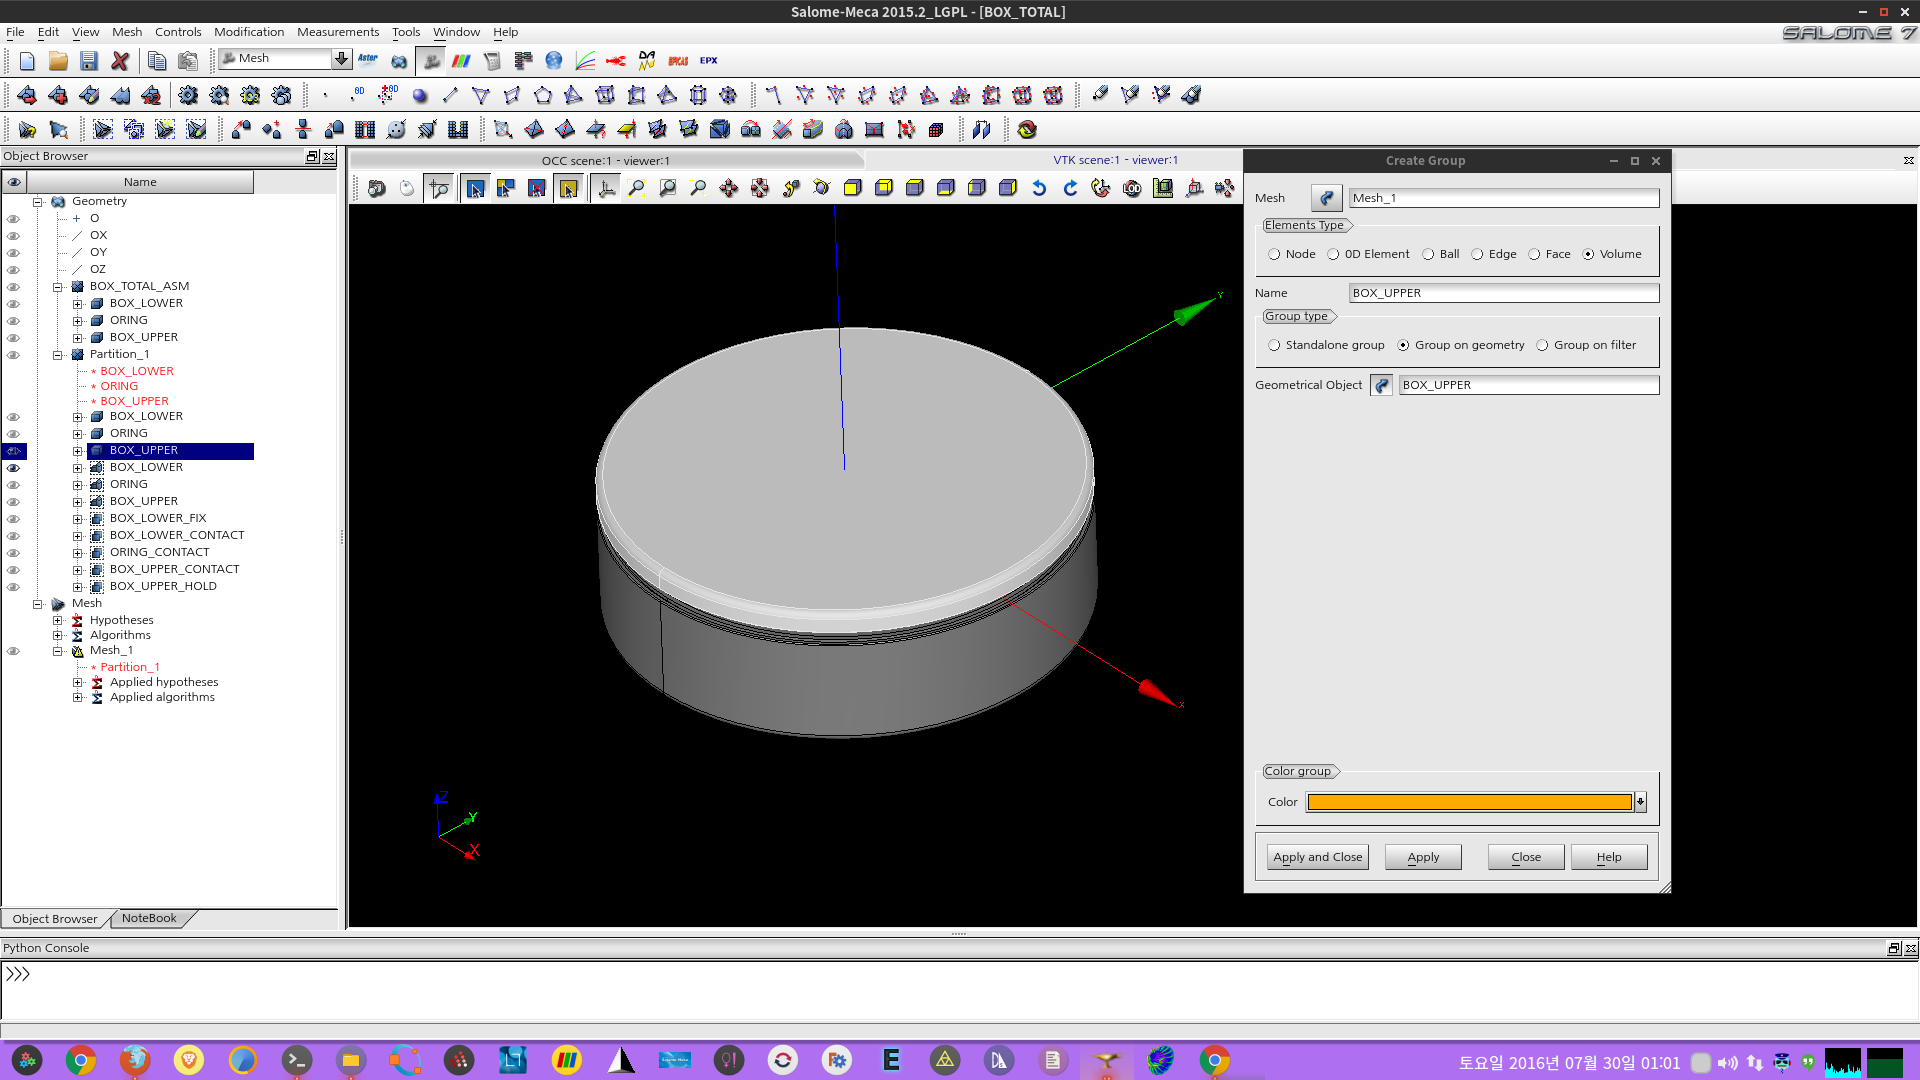 Salome-Meca 2015.2_LGPL - [BOX_TOTAL]
File Edit View Mesh Controls Modification Measurements Tools Window Help
SALOME 7
Mesh
Aster
EFICAS
EPX
0D
0D
Object Browser
Name
Geometry
O
OX
OY
OZ
BOX_TOTAL_ASM
BOX_LOWER
ORING
BOX_UPPER
Partition_1
* BOX_LOWER
* ORING
* BOX_UPPER
BOX_LOWER
ORING
BOX_UPPER
BOX_LOWER
ORING
BOX_UPPER
BOX_LOWER_FIX
BOX_LOWER_CONTACT
ORING_CONTACT
BOX_UPPER_CONTACT
BOX_UPPER_HOLD
Mesh
Hypotheses
Algorithms
Mesh_1
* Partition_1
Applied hypotheses
Applied algorithms
Object Browser
NoteBook
OCC scene:1 - viewer:1
VTK scene:1 - viewer:1
Y
X
Z
Y
X
Create Group
Mesh Mesh_1
Elements Type
Node 0D Element Ball Edge Face Volume
Name BOX_UPPER
Group type
Standalone group Group on geometry Group on filter
Geometrical Object BOX_UPPER
Color group
Color
Apply and Close Apply Close Help
Python Console
>>>
토요일 2016년 07월 30일 01:01